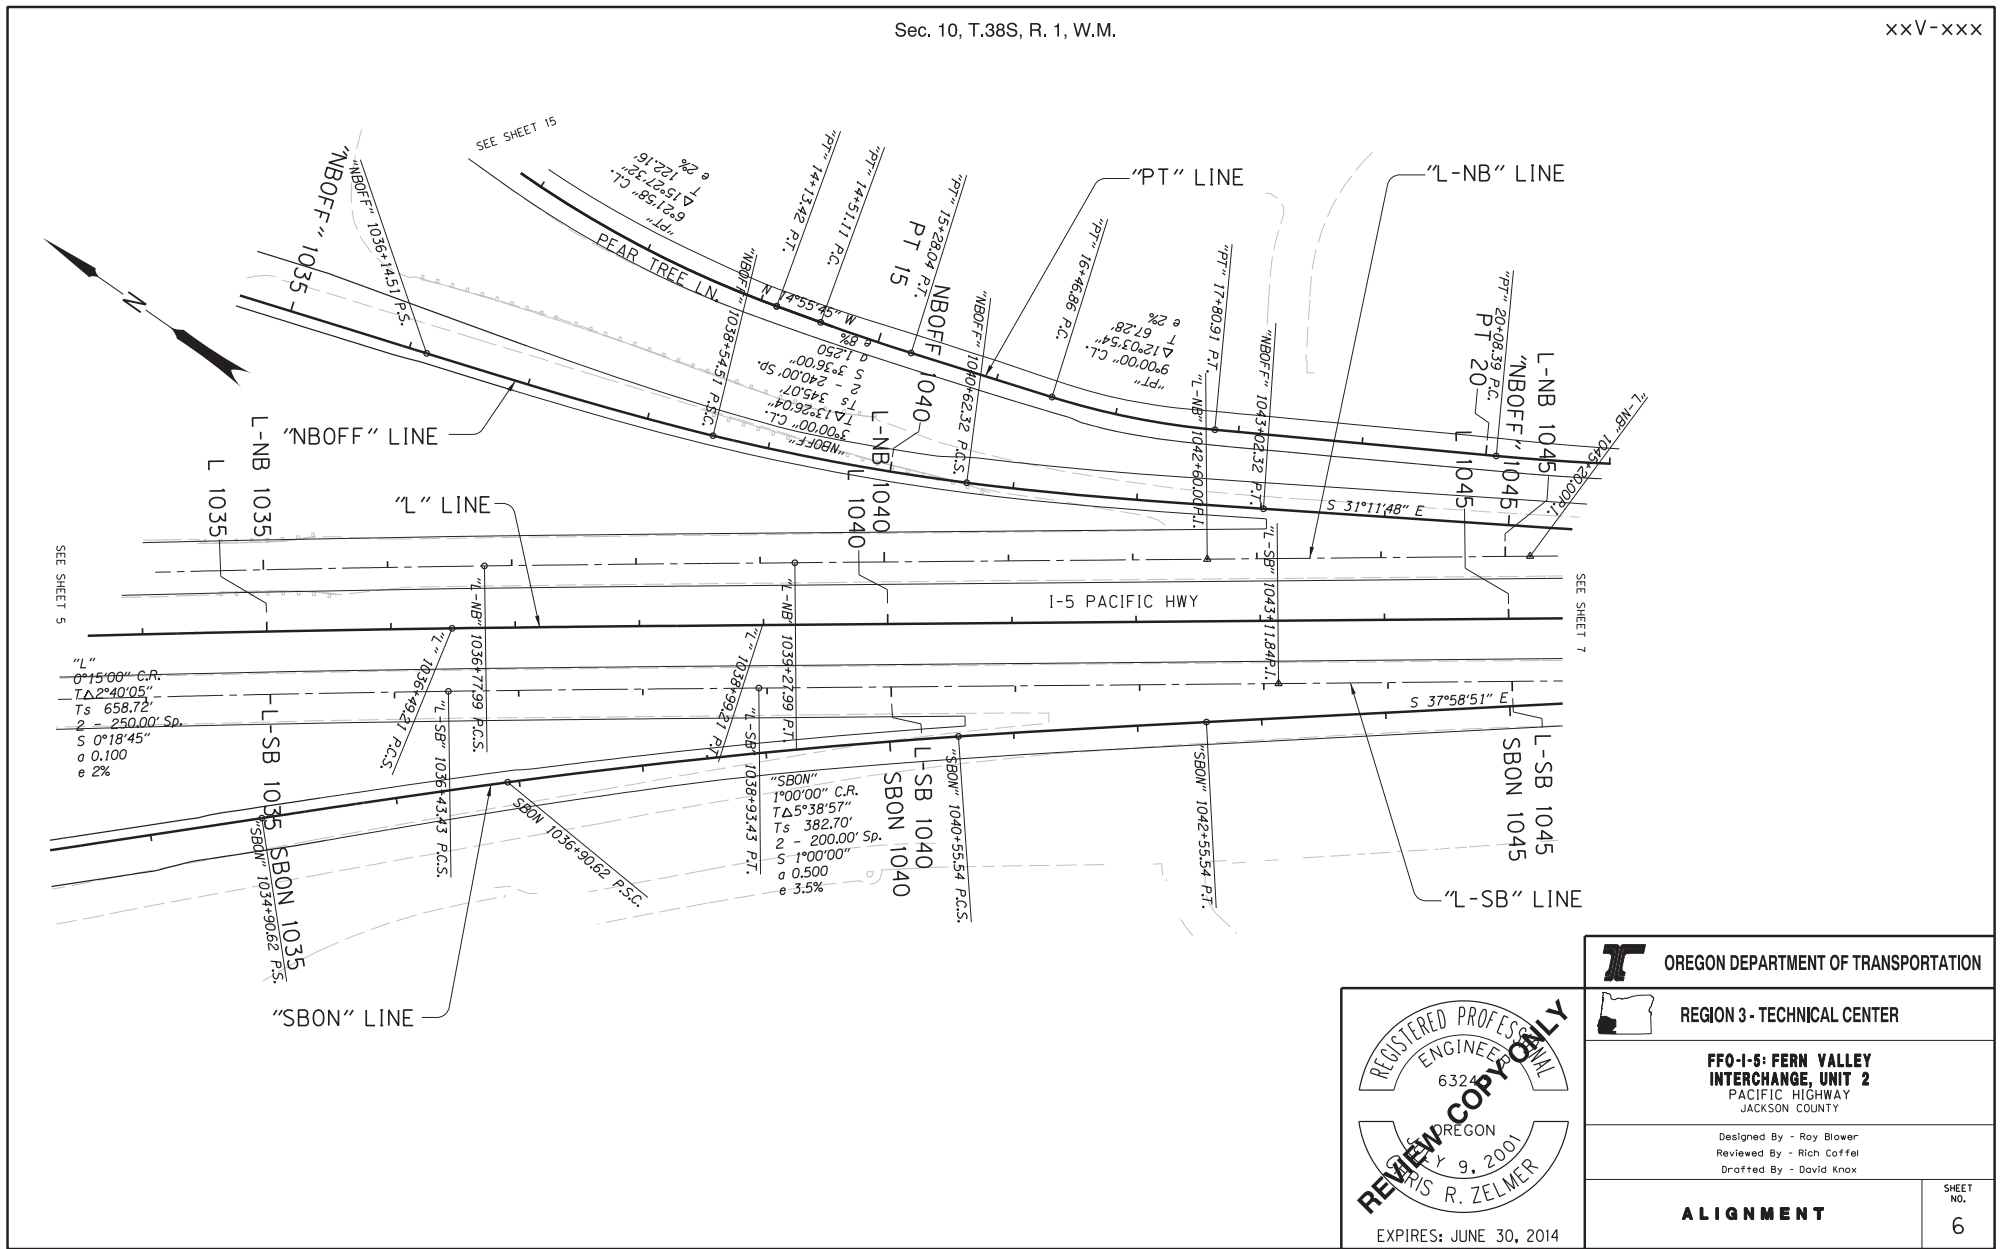 Sec. 10, T.38S, R. 1, W.M.
xxV-xxx
SEE SHEET 15
"PT"
6°21'58" C.L.
△15°27'32"
T 122.16'
e 2%
"PT" 14+13.42 P.T.
"PT" 14+51.11 P.C.
"PT" 15+28.04 P.T.
PT 15
"PT" LINE
"L-NB" LINE
"NBOFF" 1035
"NBOFF" 1036+14.51 P.S.
PEAR TREE LN.
N 14°55'45" W
"NBOFF" 1038+54.51 P.S.C.
"NBOFF"
3°00'00" C.L.
T△13°26'04"
Ts 345.07'
2 - 240.00' Sp.
S 3°36'00"
a 1.250
e 8%
NBOFF 1040
"NBOFF" 1040+62.32 P.C.S.
"PT" 16+46.86 P.C.
"PT"
9°00'00" C.L.
△12°03'54"
T 67.28'
e 2%
"PT" 17+80.91 P.T.
"L-NB" 1042+60.00P.I.
"NBOFF" 1043+02.32 P.T.
"PT" 20+08.39 P.C.
PT 20
"NBOFF" 1045
L-NB 1045
L 1045
"L-NB" 1045+20.00P.I.
N
"NBOFF" LINE
L-NB 1035
L 1035
"L" LINE
L-NB 1040
L 1040
S 31°11'48" E
SEE SHEET 5
I-5 PACIFIC HWY
SEE SHEET 7
"L"
0°15'00" C.R.
T△2°40'05"
Ts 658.72'
2 - 250.00' Sp.
S 0°18'45"
a 0.100
e 2%
"L" 1036+49.21 P.C.S.
"L-NB" 1036+77.99 P.C.S.
"L-SB" 1036+43.43 P.C.S.
"L" 1038+99.21 P.T.
"L-NB" 1039+27.99 P.T.
"L-SB" 1038+93.43 P.T.
"L-SB" 1043+11.84P.I.
S 37°58'51" E
L-SB 1035
SBON 1035
"SBON" 1034+90.62 P.S.
SBON 1036+90.62 P.S.C.
"SBON"
1°00'00" C.R.
T△5°38'57"
Ts 382.70'
2 - 200.00' Sp.
S 1°00'00"
a 0.500
e 3.5%
L-SB 1040
SBON 1040
"SBON" 1040+55.54 P.C.S.
"SBON" 1042+55.54 P.T.
L-SB 1045
SBON 1045
"L-SB" LINE
"SBON" LINE
REGISTERED PROFESSIONAL
ENGINEER
6324
OREGON
9, 2001
CHRIS R. ZELMER
REVIEW COPY ONLY
EXPIRES: JUNE 30, 2014
OREGON DEPARTMENT OF TRANSPORTATION
REGION 3 - TECHNICAL CENTER
FFO-I-5: FERN VALLEY
INTERCHANGE, UNIT 2
PACIFIC HIGHWAY
JACKSON COUNTY
Designed By - Roy Blower
Reviewed By - Rich Coffel
Drafted By - David Knox
ALIGNMENT
SHEET
NO.
6